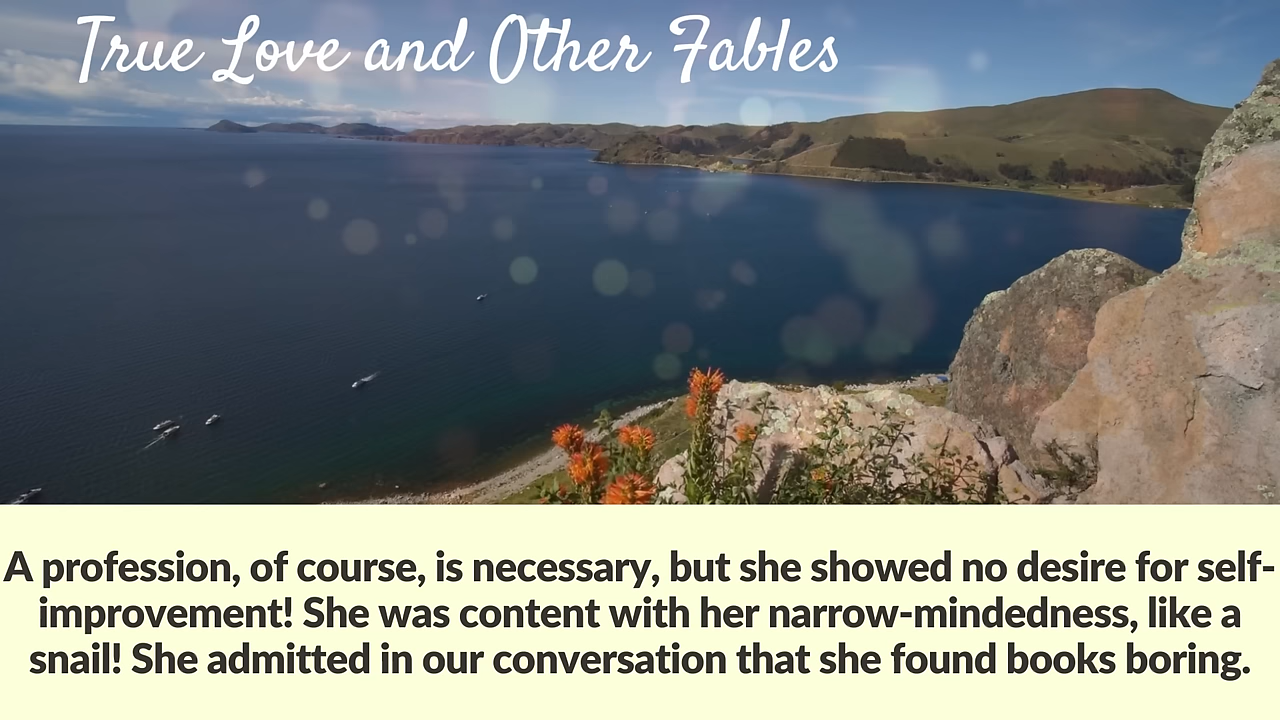 True Love and Other Fables
A profession, of course, is necessary, but she showed no desire for self-
improvement! She was content with her narrow-mindedness, like a
snail! She admitted in our conversation that she found books boring.